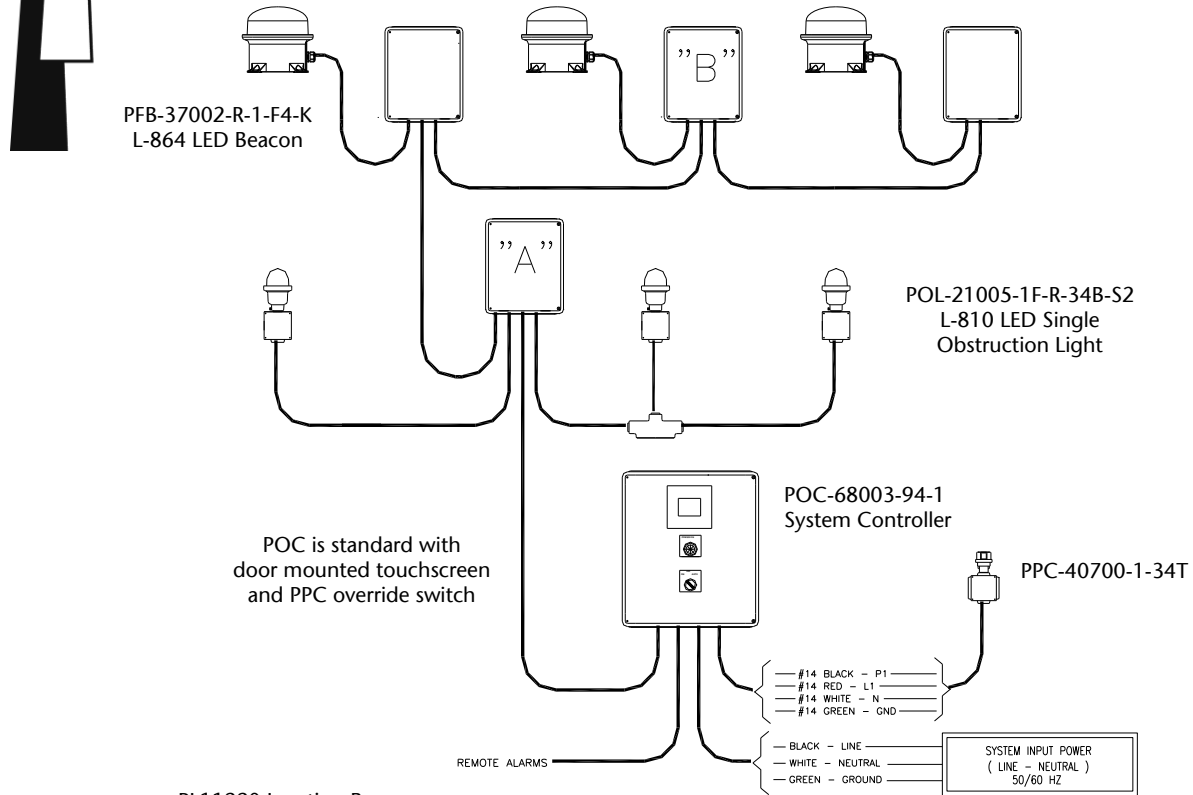 "B"
PFB-37002-R-1-F4-K
L-864 LED Beacon
"A"
POL-21005-1F-R-34B-S2
L-810 LED Single
Obstruction Light
POC-68003-94-1
System Controller
POC is standard with
door mounted touchscreen
and PPC override switch
PPC-40700-1-34T
#14 BLACK - P1
#14 RED - L1
#14 WHITE - N
#14 GREEN - GND
REMOTE ALARMS
BLACK - LINE
WHITE - NEUTRAL
GREEN - GROUND
SYSTEM INPUT POWER
( LINE - NEUTRAL )
50/60 HZ